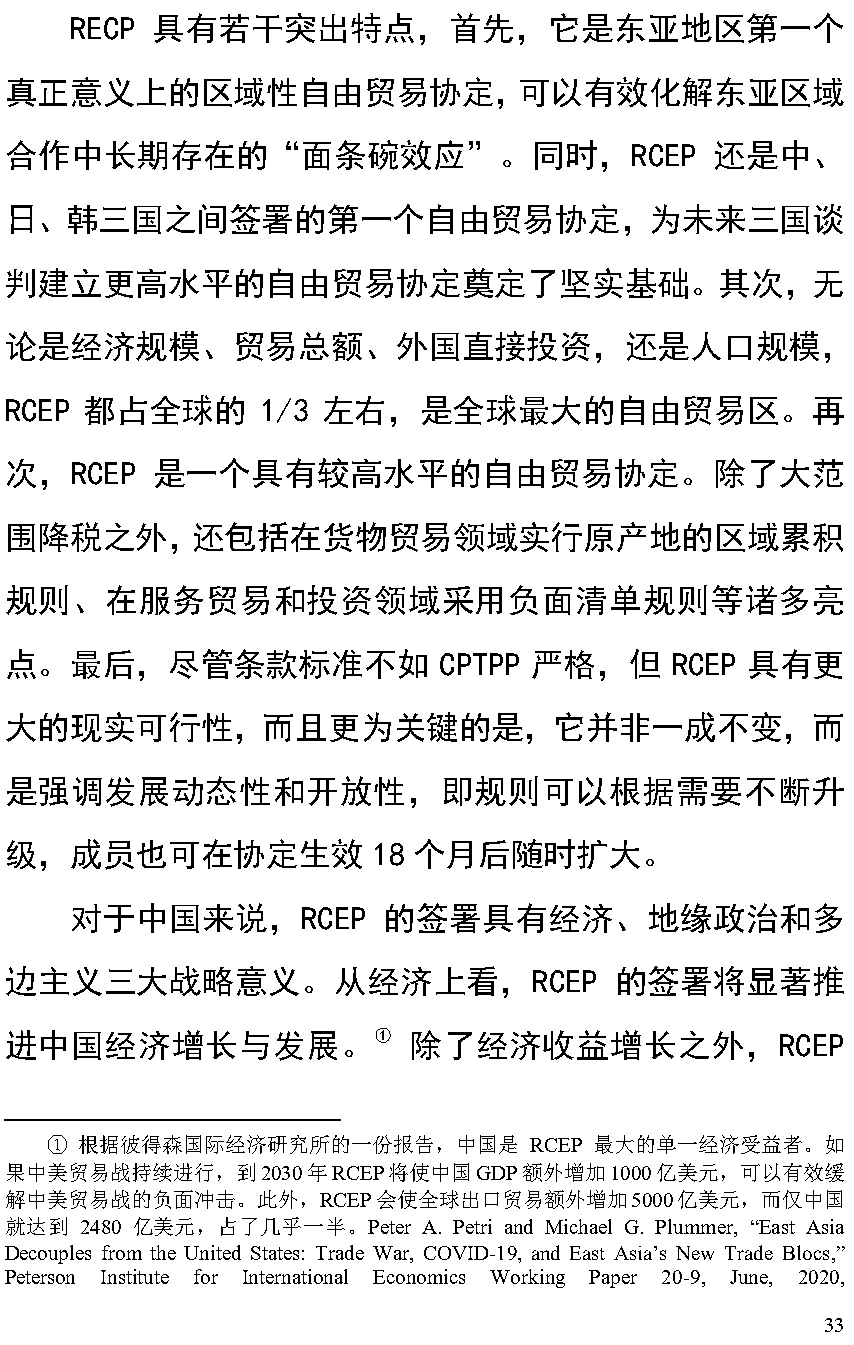 RECP 具有若干突出特点，首先，它是东亚地区第一个
真正意义上的区域性自由贸易协定，可以有效化解东亚区域
合作中长期存在的“面条碗效应”。同时，RCEP 还是中、
日、韩三国之间签署的第一个自由贸易协定，为未来三国谈
判建立更高水平的自由贸易协定奠定了坚实基础。其次，无
论是经济规模、贸易总额、外国直接投资，还是人口规模，
RCEP 都占全球的 1/3 左右，是全球最大的自由贸易区。再
次，RCEP 是一个具有较高水平的自由贸易协定。除了大范
围降税之外，还包括在货物贸易领域实行原产地的区域累积
规则、在服务贸易和投资领域采用负面清单规则等诸多亮
点。最后，尽管条款标准不如 CPTPP 严格，但 RCEP 具有更
大的现实可行性，而且更为关键的是，它并非一成不变，而
是强调发展动态性和开放性，即规则可以根据需要不断升
级，成员也可在协定生效 18 个月后随时扩大。
对于中国来说，RCEP 的签署具有经济、地缘政治和多
边主义三大战略意义。从经济上看，RCEP 的签署将显著推
进中国经济增长与发展。① 除了经济收益增长之外，RCEP
① 根据彼得森国际经济研究所的一份报告，中国是 RCEP 最大的单一经济受益者。如
果中美贸易战持续进行，到 2030 年 RCEP 将使中国 GDP 额外增加 1000 亿美元，可以有效缓
解中美贸易战的负面冲击。此外，RCEP 会使全球出口贸易额外增加 5000 亿美元，而仅中国
就达到 2480 亿美元，占了几乎一半。Peter A. Petri and Michael G. Plummer, “East Asia
Decouples from the United States: Trade War, COVID-19, and East Asia’s New Trade Blocs,”
Peterson Institute for International Economics Working Paper 20-9, June, 2020,
33